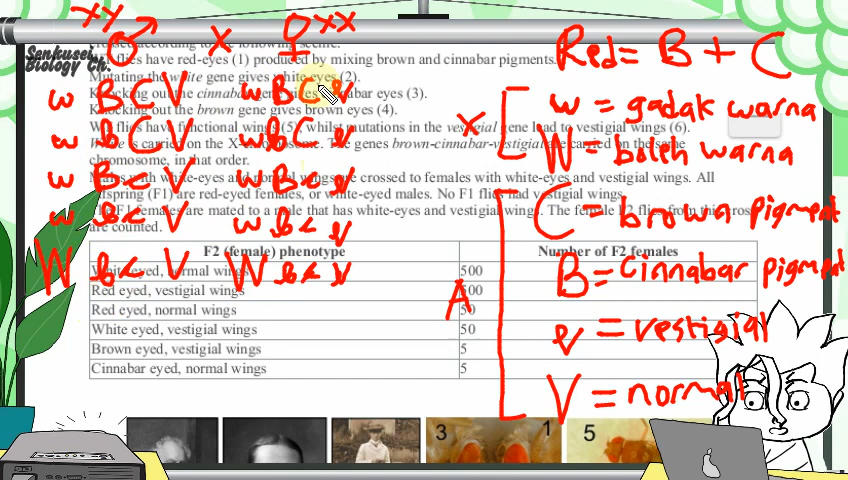 XY X XX
Senkusei
Biology Ch.
flies have red-eyes (1) produced by mixing brown and cinnabar pigments.
Mutating the white gene gives white eyes (2).
Knocking out the cinnabar gene gives cinnabar eyes (3).
Knocking out the brown gene gives brown eyes (4).
flies have functional wings (5) whilst mutations in the vestigial gene lead to vestigial wings (6).
is carried on the X-chromosome. The genes brown-cinnabar-vestigial are carried on the same
chromosome, in that order.
Males with white-eyes and normal wings are crossed to females with white-eyes and vestigial wings. All
offspring (F1) are red-eyed females, or white-eyed males. No F1 flies had vestigial wings.
The F1 females are mated to a male that has white-eyes and vestigial wings. The female F2 flies from this cross
are counted.
F2 (female) phenotype Number of F2 females
White eyed, normal wings 500
Red eyed, vestigial wings 500
Red eyed, normal wings 50
White eyed, vestigial wings 50
Brown eyed, vestigial wings 5
Cinnabar eyed, normal wings 5
w B C V w B C v
w b C V w b C v
w B c V w B c v
w b c V w b c v
W b c V W b c v
Red = B + C
X
w = gadak warna
W = boleh warna
A
C = brown pigment
B = cinnabar pigment
v = vestigial
V = normal
3 1 5